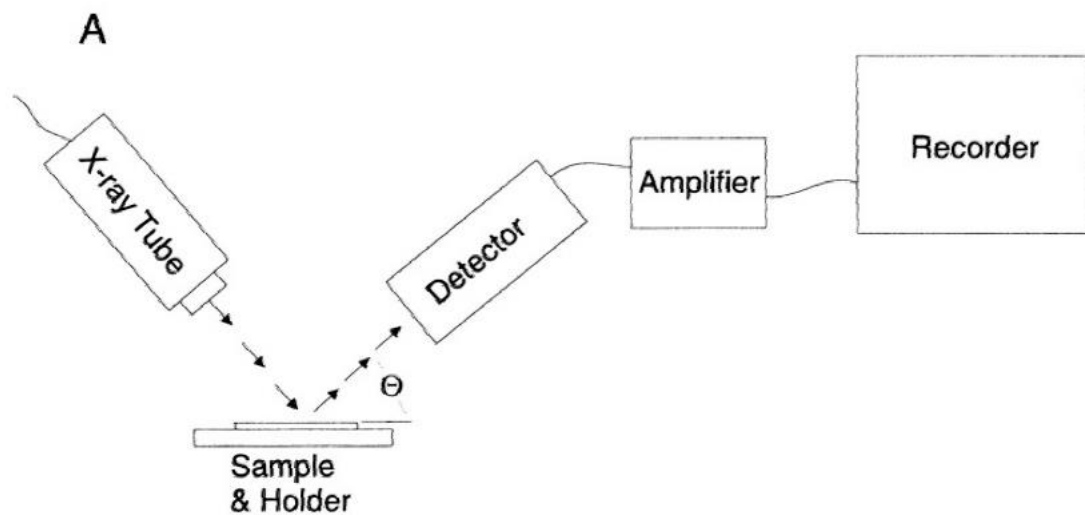 A
X-ray Tube
Detector
Amplifier
Recorder
Θ
Sample
& Holder